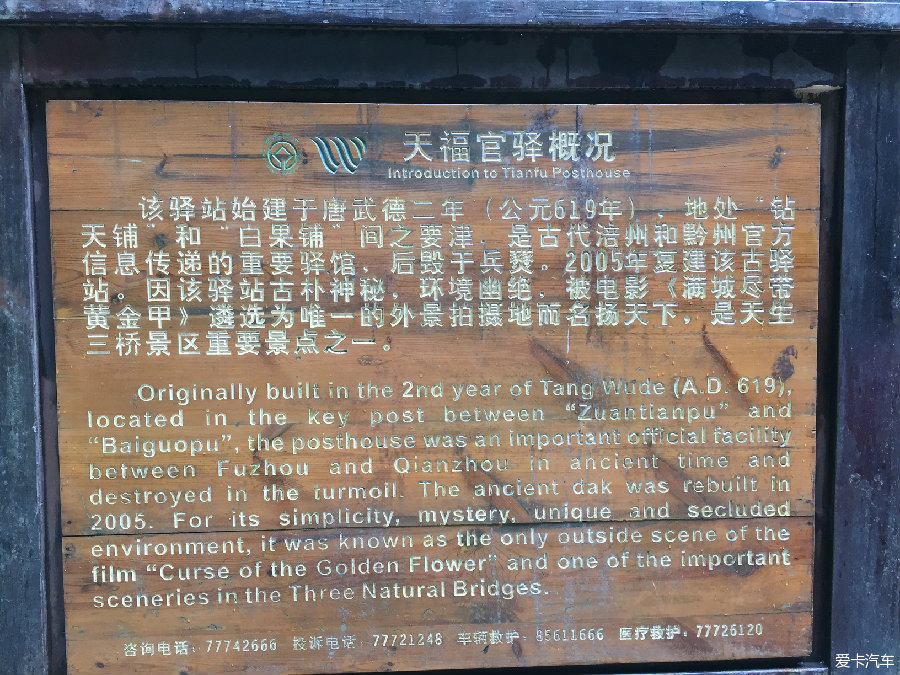 天福官驿概况
Introduction to Tianfu Posthouse
该驿站始建于唐武德二年（公元619年），地处“钻
天铺”和“白果铺”间之要津，是古代涪州和黔州官方
信息传递的重要驿馆，后毁于兵燹。2005年复建该古驿
站。因该驿站古朴神秘，环境幽绝，被电影《满城尽带
黄金甲》遴选为唯一的外景拍摄地而名扬天下，是天生
三桥景区重要景点之一。
Originally built in the 2nd year of Tang Wude (A.D. 619),
located in the key post between “Zuantianpu” and
“Baiguopu”, the posthouse was an important official facility
between Fuzhou and Qianzhou in ancient time and
destroyed in the turmoil. The ancient dak was rebuilt in
2005. For its simplicity, mystery, unique and secluded
environment, it was known as the only outside scene of the
film “Curse of the Golden Flower” and one of the important
sceneries in the Three Natural Bridges.
咨询电话：77742666 投诉电话：77721248 车辆救护：85611666 医疗救护：77726120
爱卡汽车